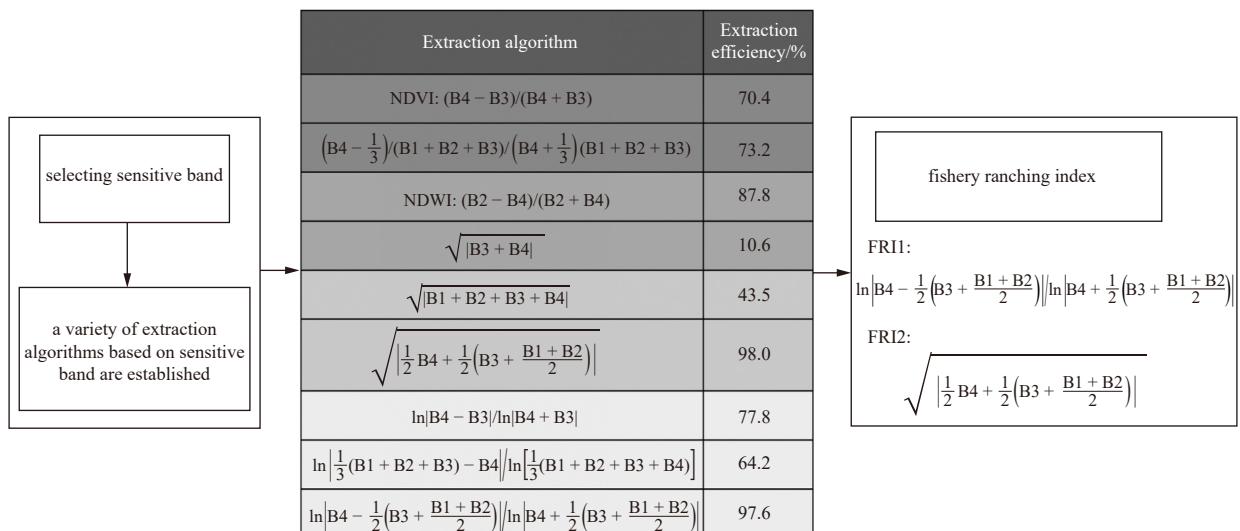 selecting sensitive band
a variety of extraction
algorithms based on sensitive
band are established
Extraction algorithm
Extraction
efficiency/%
NDVI: (B4 − B3)/(B4 + B3)
70.4
(B4 − 1/3)/(B1 + B2 + B3)/(B4 + 1/3)(B1 + B2 + B3)
73.2
NDWI: (B2 − B4)/(B2 + B4)
87.8
√|B3 + B4|
10.6
√|B1 + B2 + B3 + B4|
43.5
√|1/2 B4 + 1/2(B3 + (B1 + B2)/2)|
98.0
ln|B4 − B3|/ln|B4 + B3|
77.8
ln|1/3(B1 + B2 + B3) − B4|/ln[1/3(B1 + B2 + B3 + B4)]
64.2
ln|B4 − 1/2(B3 + (B1 + B2)/2)|/ln|B4 + 1/2(B3 + (B1 + B2)/2)|
97.6
fishery ranching index
FRI1:
ln|B4 − 1/2(B3 + (B1 + B2)/2)|/ln|B4 + 1/2(B3 + (B1 + B2)/2)|
FRI2:
√|1/2 B4 + 1/2(B3 + (B1 + B2)/2)|